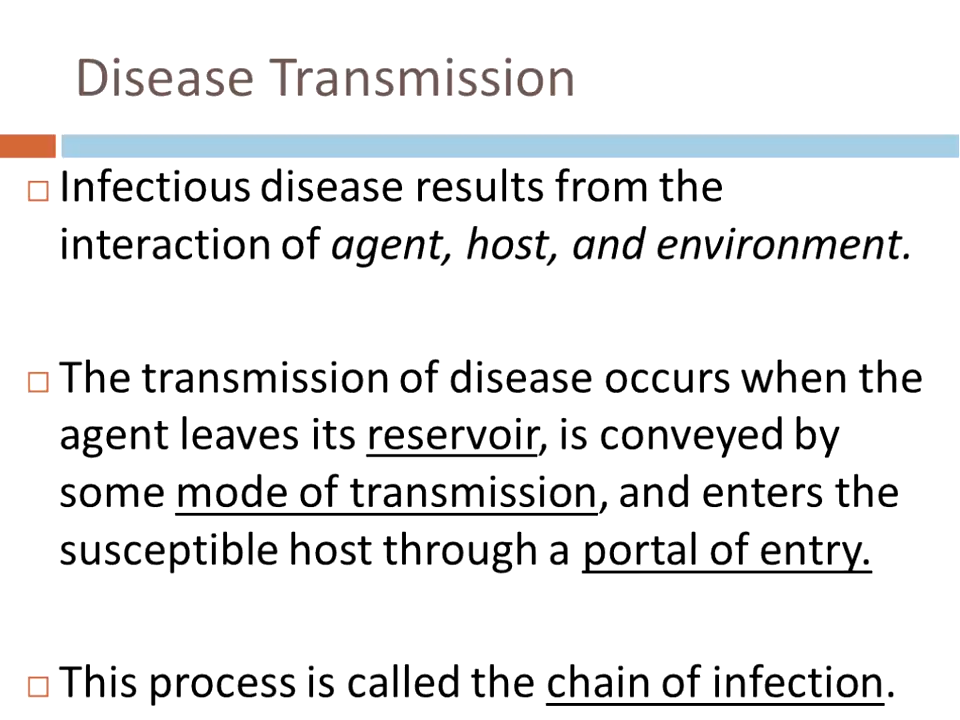 Disease Transmission
Infectious disease results from the
interaction of agent, host, and environment.
The transmission of disease occurs when the
agent leaves its reservoir, is conveyed by
some mode of transmission, and enters the
susceptible host through a portal of entry.
This process is called the chain of infection.